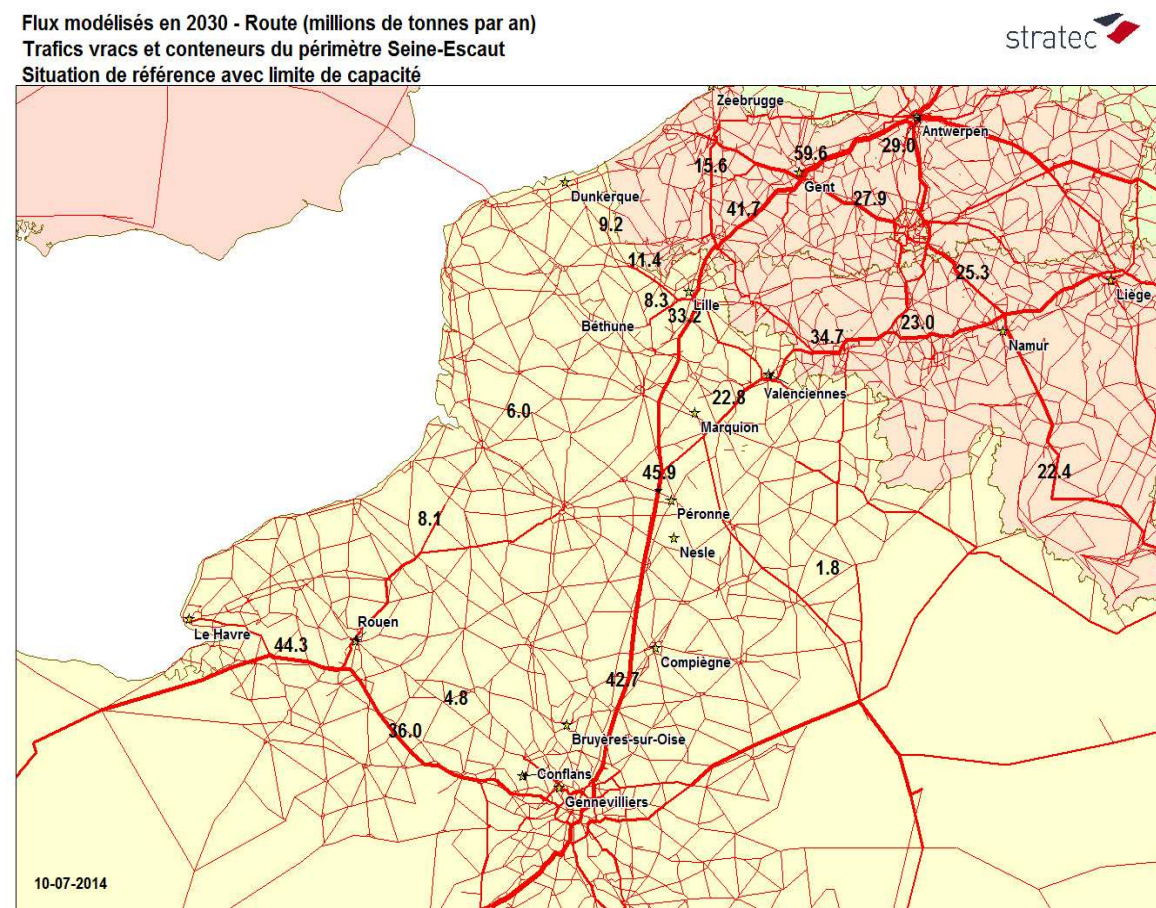 Flux modélisés en 2030 - Route (millions de tonnes par an)
Trafics vracs et conteneurs du périmètre Seine-Escaut
Situation de référence avec limite de capacité
stratec
Zeebrugge
Antwerpen
29.0
59.6
15.6
Gent
Dunkerque
27.9
41.7
9.2
11.4
25.3
Liège
8.3
Lille
33.2
Béthune
23.0
34.7
Namur
Valenciennes
22.8
6.0
Marquion
45.9
22.4
Péronne
8.1
Nesle
1.8
Rouen
Le Havre
44.3
Compiègne
42.7
4.8
36.0
Bruyères-sur-Oise
Conflans
Gennevilliers
10-07-2014